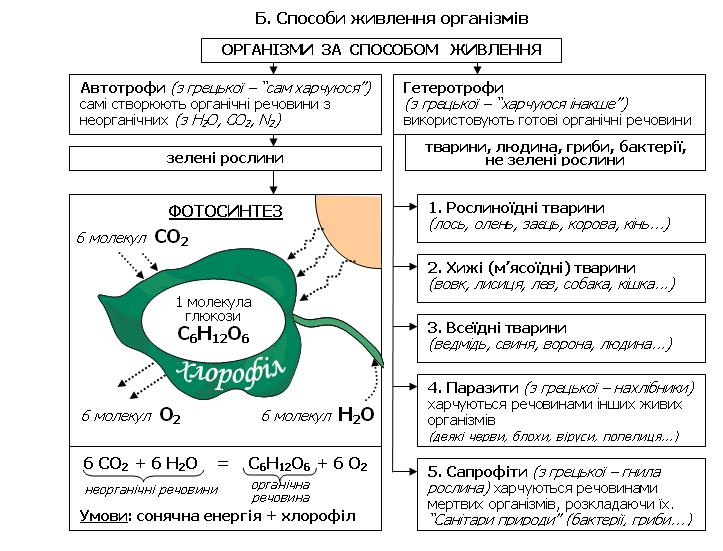 Б. Способи живлення організмів
ОРГАНІЗМИ ЗА СПОСОБОМ ЖИВЛЕННЯ
Автотрофи (з грецької – “сам харчуюся”)
самі створюють органічні речовини з
неорганічних (з H₂O, CO₂, N₂)
зелені рослини
ФОТОСИНТЕЗ
6 молекул CO₂
1 молекула
глюкози
C₆H₁₂O₆
Хлорофіл
6 молекул O₂
6 молекул H₂O
6 CO₂ + 6 H₂O = C₆H₁₂O₆ + 6 O₂
неорганічні речовини
органічна
речовина
Умови: сонячна енергія + хлорофіл
Гетеротрофи
(з грецької – “харчуюся інакше”)
використовують готові органічні речовини
тварини, людина, гриби, бактерії,
не зелені рослини
1. Рослиноїдні тварини
(лось, олень, заєць, корова, кінь...)
2. Хижі (м’ясоїдні) тварини
(вовк, лисиця, лев, собака, кішка...)
3. Всеїдні тварини
(ведмідь, свиня, ворона, людина...)
4. Паразити (з грецької – нахлібники)
харчуються речовинами інших живих
організмів
(деякі черви, блохи, віруси, попелиця...)
5. Сапрофіти (з грецької – гнила
рослина) харчуються речовинами
мертвих організмів, розкладаючи їх.
“Санітари природи” (бактерії, гриби...)